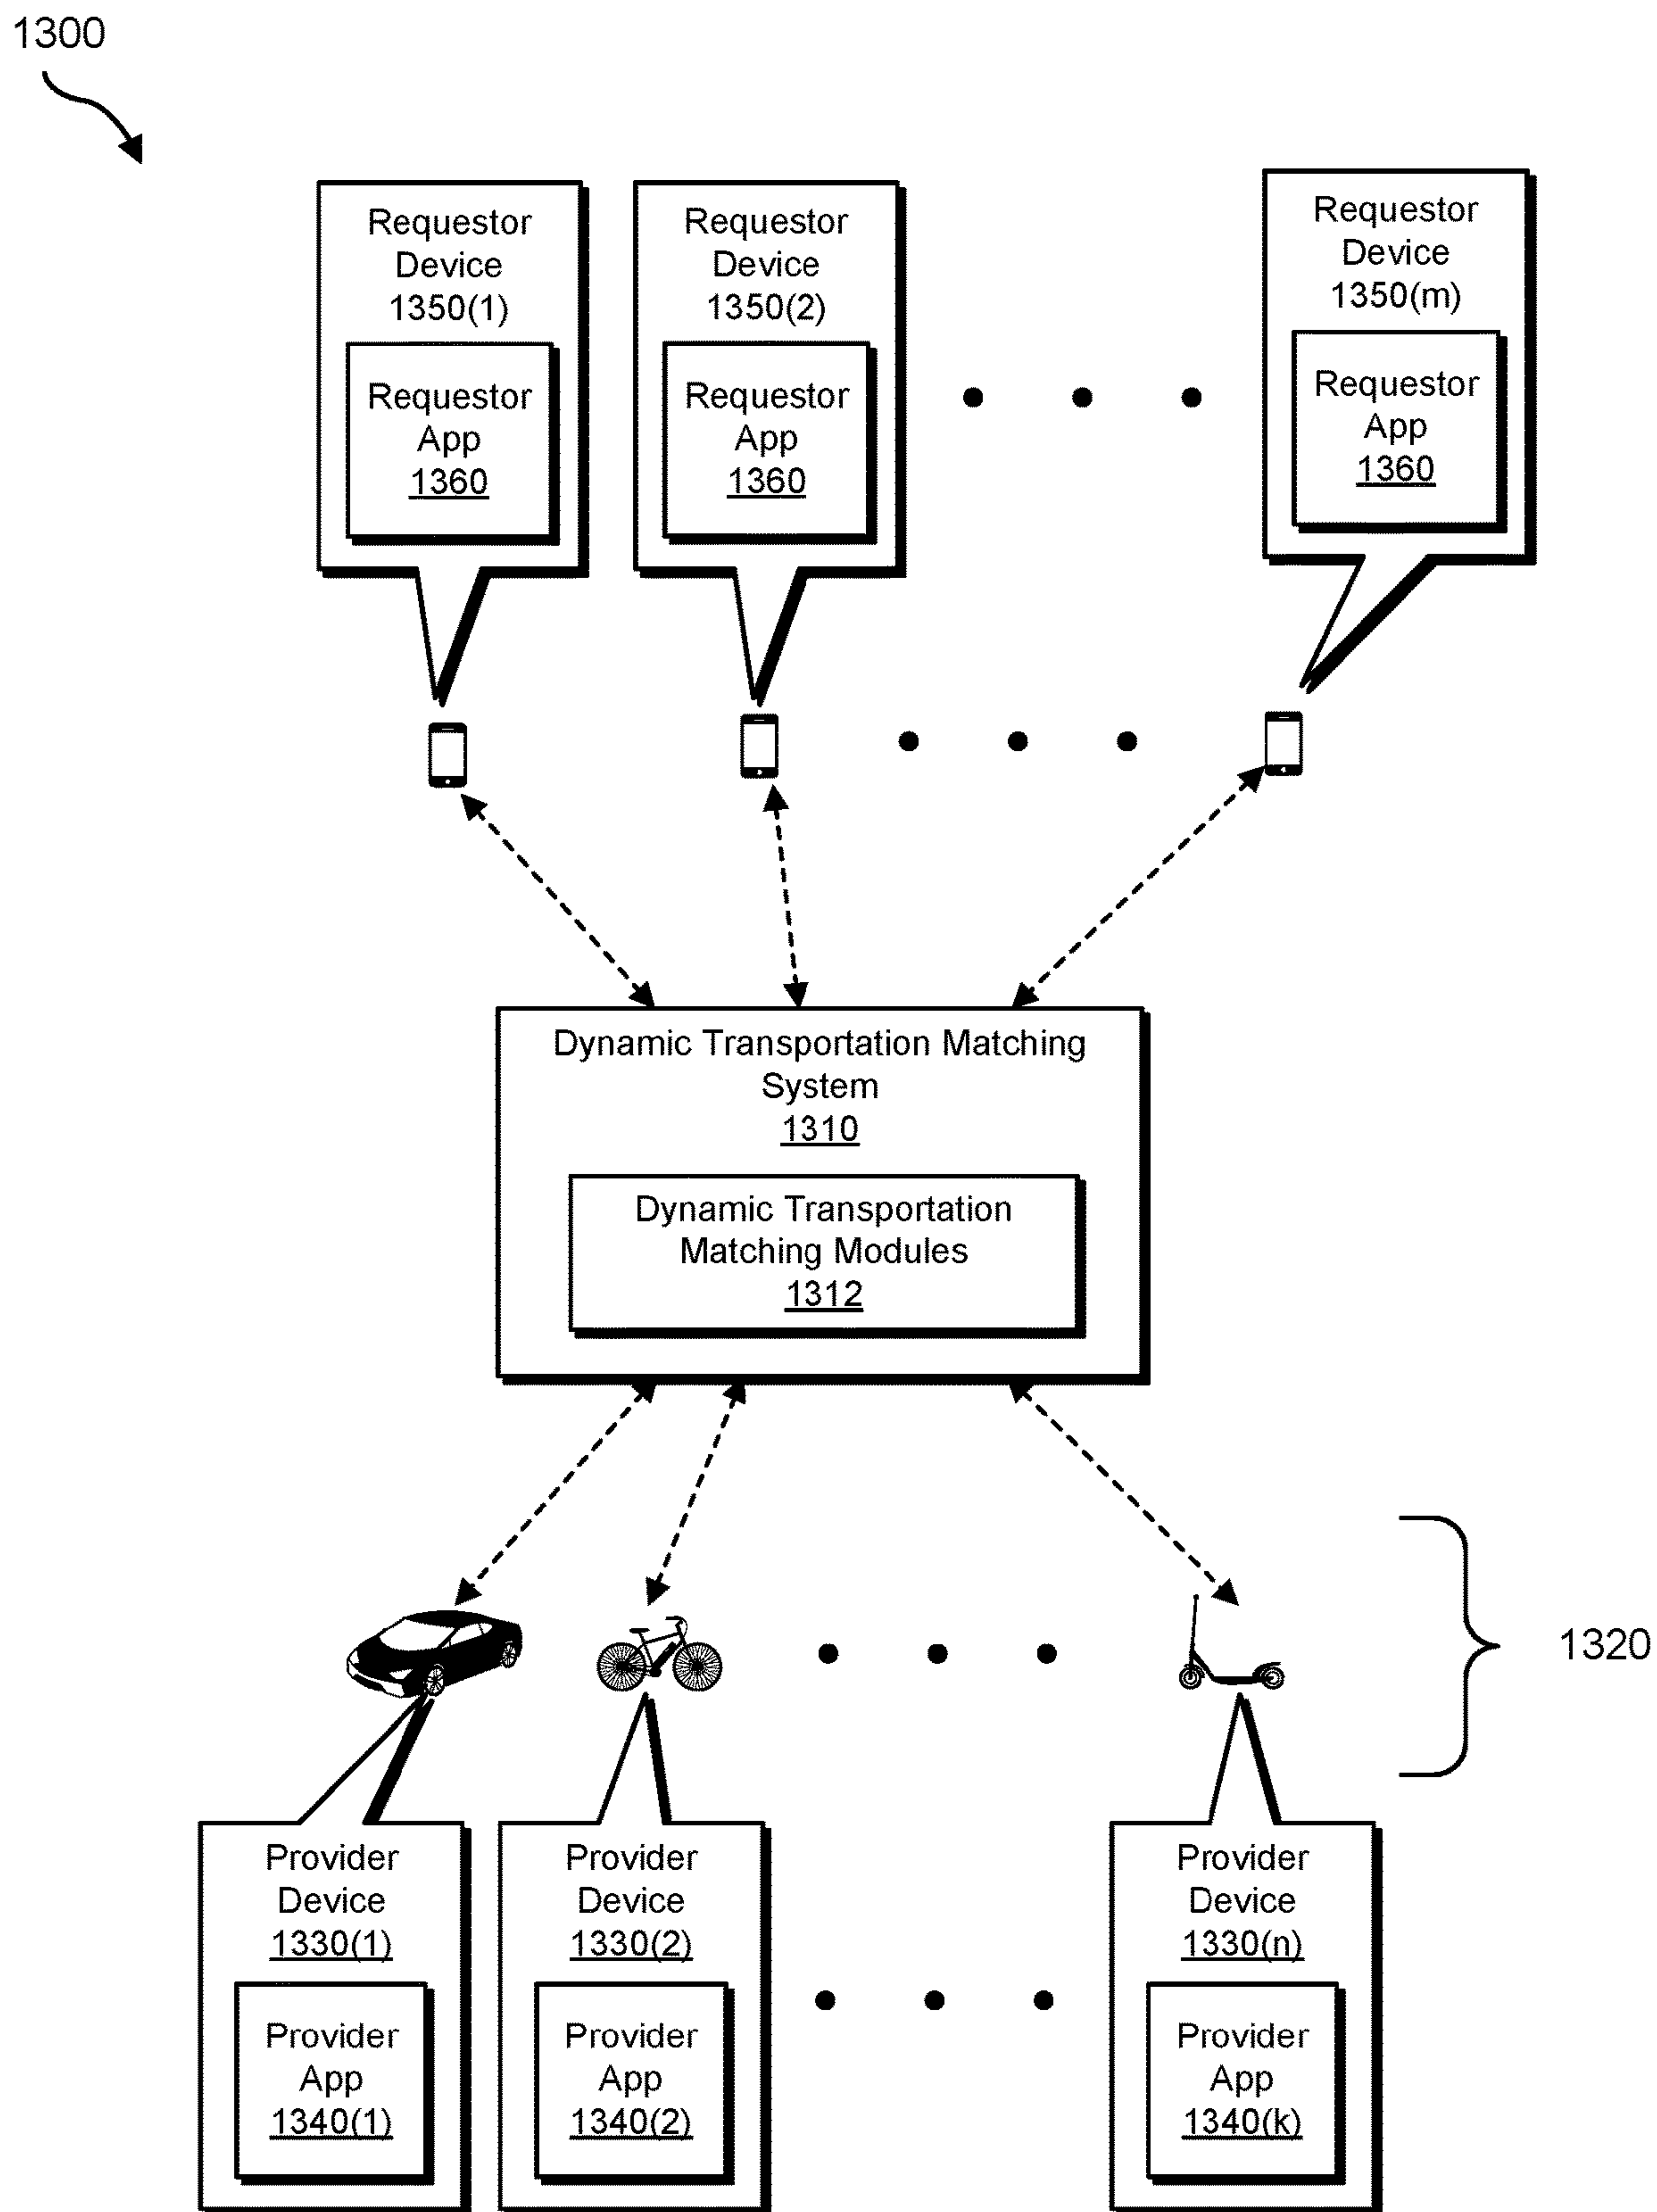 1300
Requestor
Device
1350(1)
Requestor
App
1360
Requestor
Device
1350(2)
Requestor
App
1360
Requestor
Device
1350(m)
Requestor
App
1360
Dynamic Transportation Matching
System
1310
Dynamic Transportation
Matching Modules
1312
1320
Provider
Device
1330(1)
Provider
App
1340(1)
Provider
Device
1330(2)
Provider
App
1340(2)
Provider
Device
1330(n)
Provider
App
1340(k)